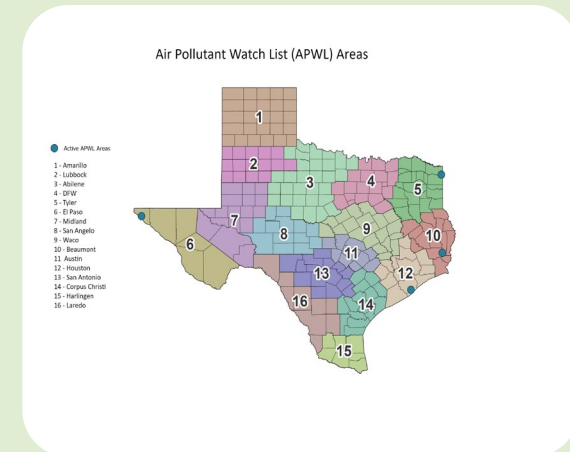 Air Pollutant Watch List (APWL) Areas
Active APWL Areas
1 - Amarillo
2 - Lubbock
3 - Abilene
4 - DFW
5 - Tyler
6 - El Paso
7 - Midland
8 - San Angelo
9 - Waco
10 - Beaumont
11 Austin
12 - Houston
13 - San Antonio
14 - Corpus Christi
15 - Harlingen
16 - Laredo
1
2
3
4
5
6
7
8
9
10
11
12
13
14
15
16